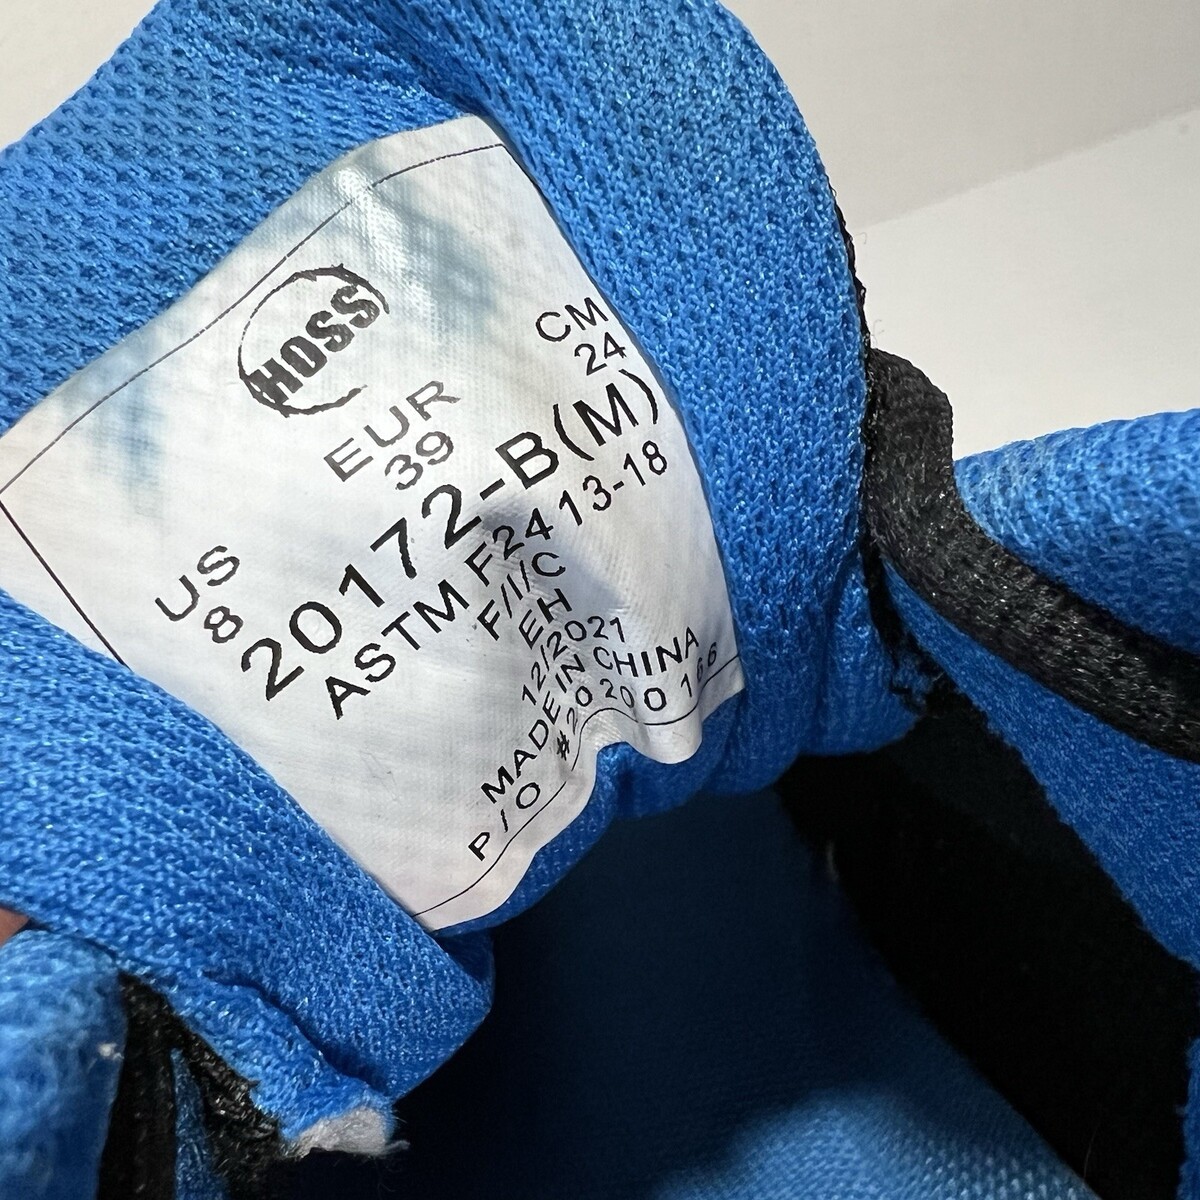 HOSS
US EUR CM
8 39 24
20172-B(M)
ASTM F2413-18
F/I/C
EH
12/2021
MADE IN CHINA
P/O #20200166